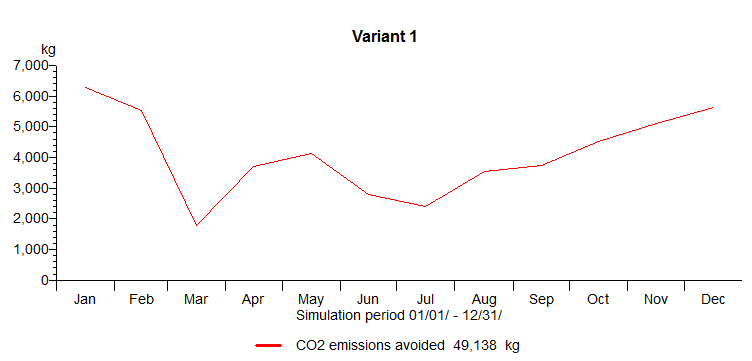 Variant 1
kg
7,000
6,000
5,000
4,000
3,000
2,000
1,000
0
Jan Feb Mar Apr May Jun Jul Aug Sep Oct Nov Dec
Simulation period 01/01/ - 12/31/
CO2 emissions avoided 49,138 kg